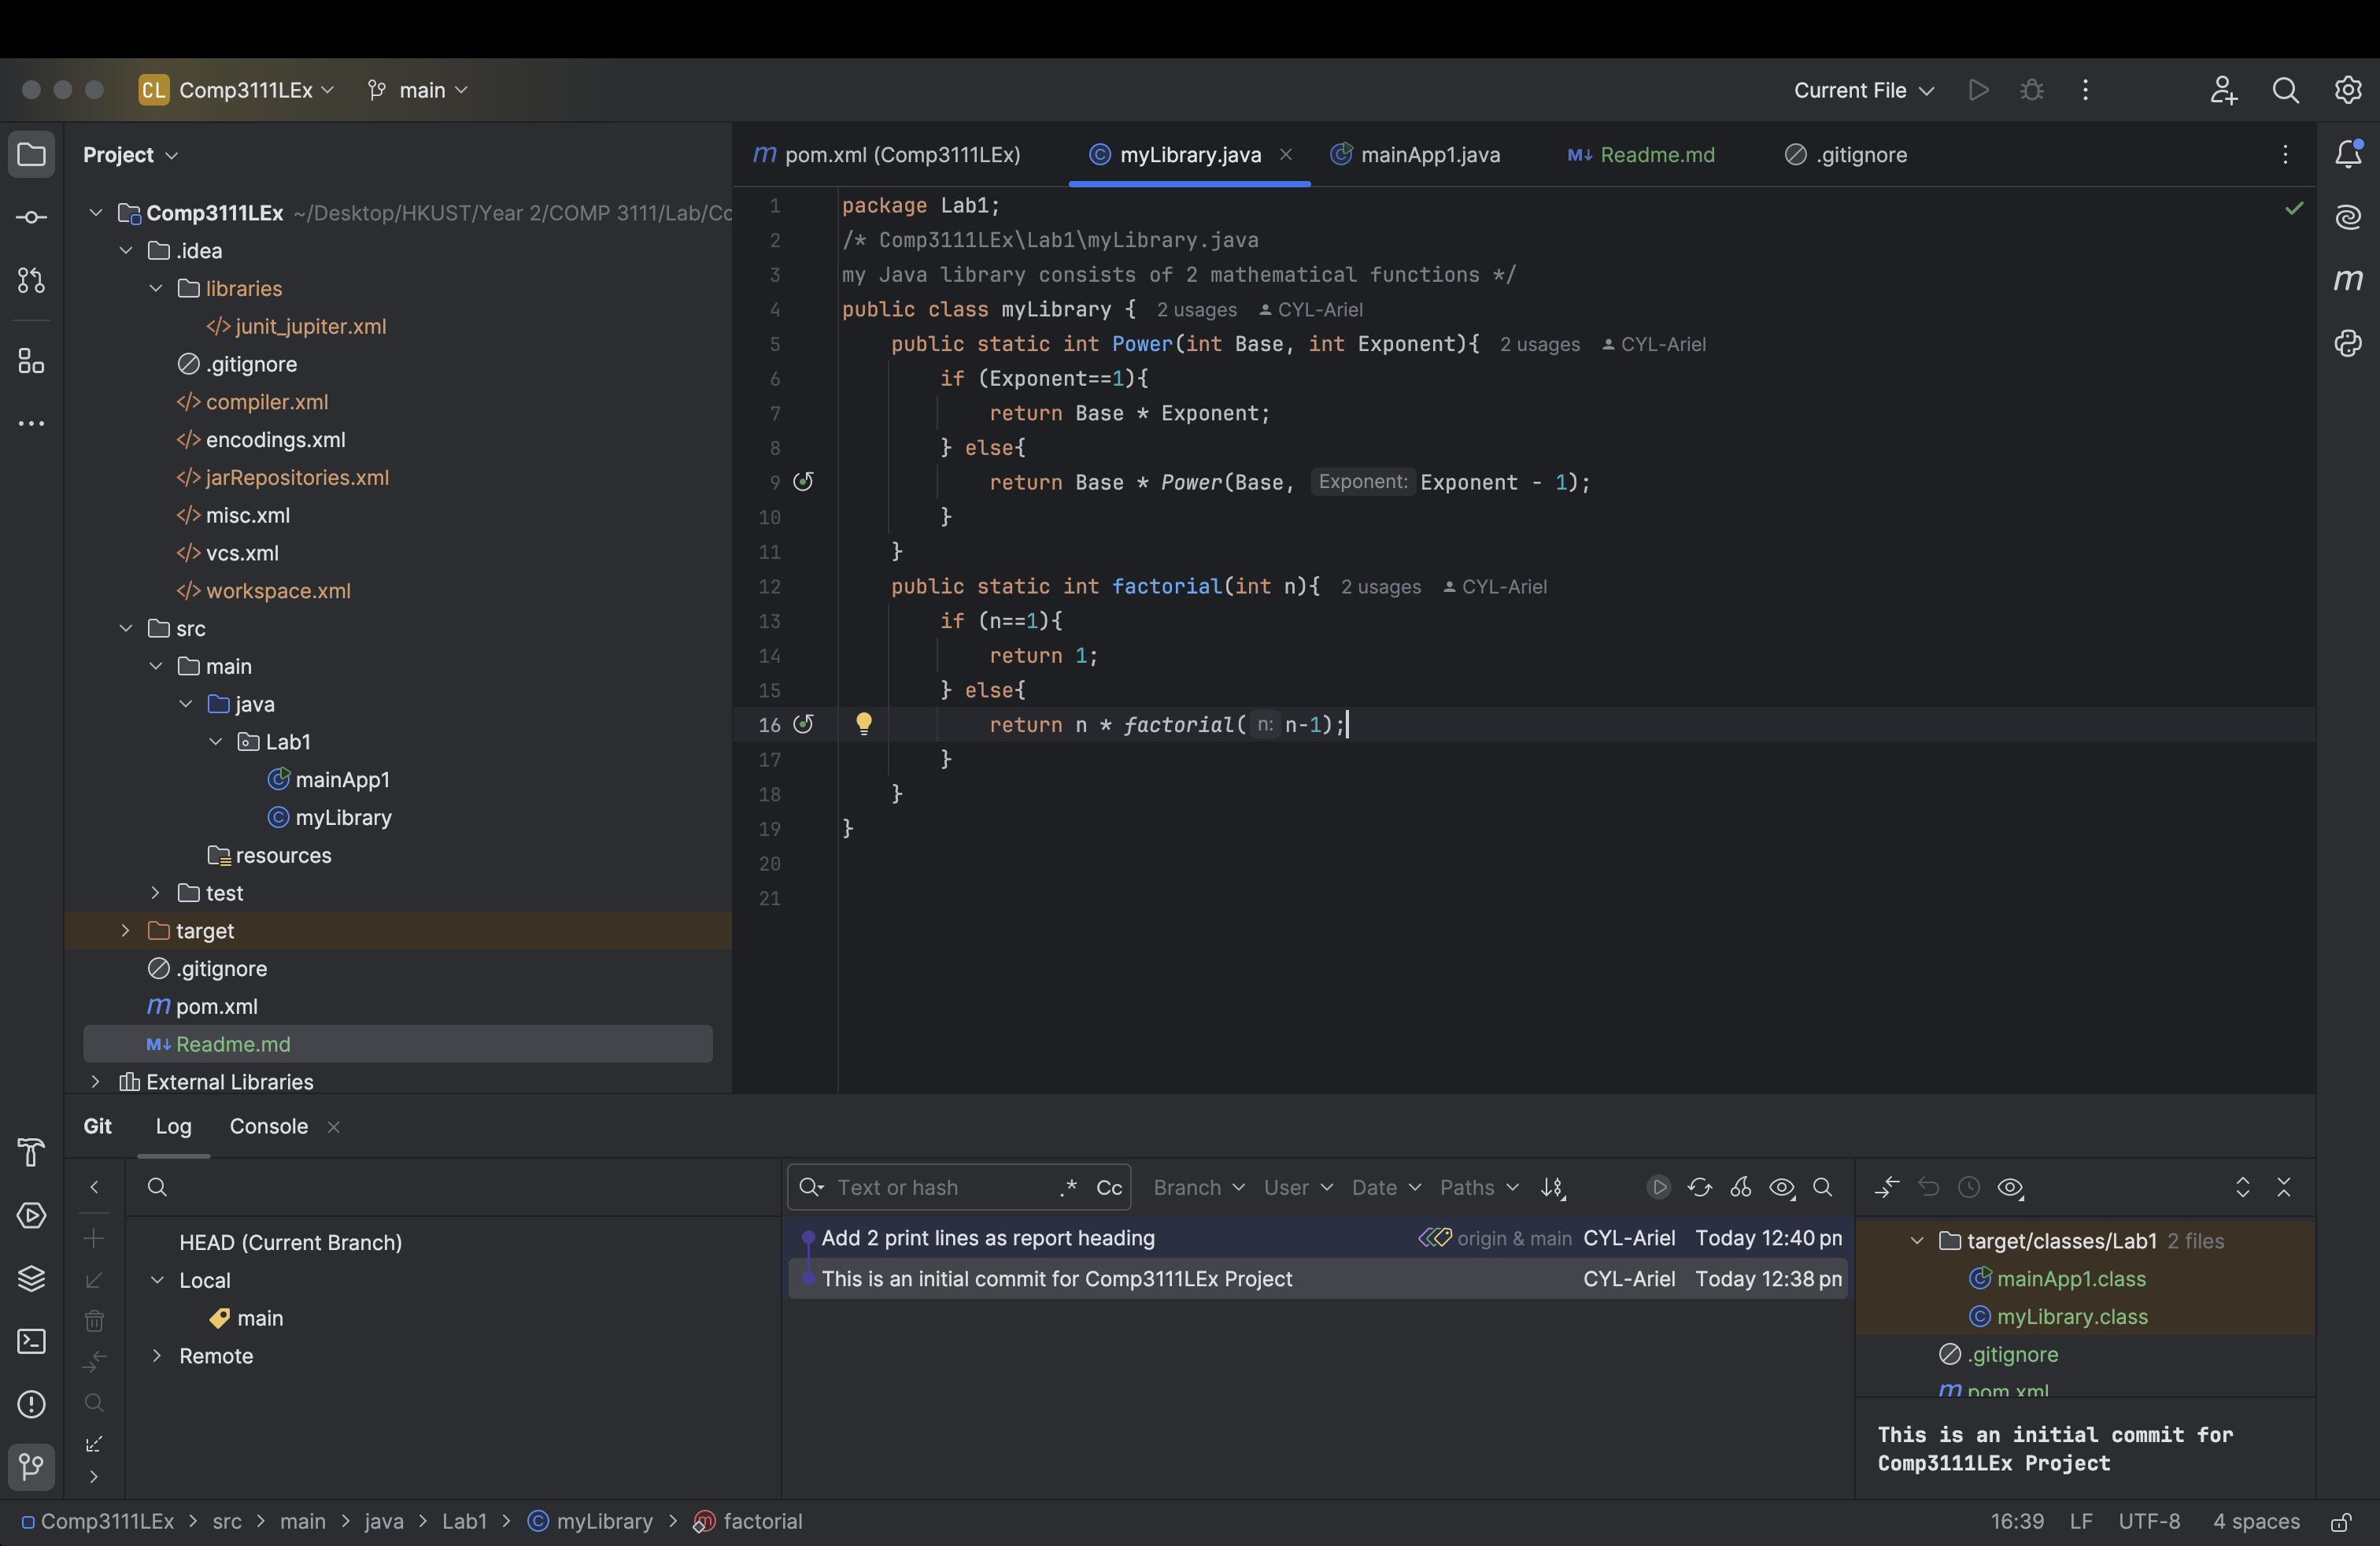 CL Comp3111LEx main Current File
Project
pom.xml (Comp3111LEx) myLibrary.java mainApp1.java Readme.md .gitignore
Comp3111LEx ~/Desktop/HKUST/Year 2/COMP 3111/Lab/Co
.idea
libraries
junit_jupiter.xml
.gitignore
compiler.xml
encodings.xml
jarRepositories.xml
misc.xml
vcs.xml
workspace.xml
src
main
java
Lab1
mainApp1
myLibrary
resources
test
target
.gitignore
pom.xml
Readme.md
External Libraries
1 package Lab1;
2 /* Comp3111LEx\Lab1\myLibrary.java
3 my Java library consists of 2 mathematical functions */
4 public class myLibrary { 2 usages CYL-Ariel
5 public static int Power(int Base, int Exponent){ 2 usages CYL-Ariel
6 if (Exponent==1){
7 return Base * Exponent;
8 } else{
9 return Base * Power(Base, Exponent: Exponent - 1);
10 }
11 }
12 public static int factorial(int n){ 2 usages CYL-Ariel
13 if (n==1){
14 return 1;
15 } else{
16 return n * factorial( n: n-1);
17 }
18 }
19 }
20
21
Git Log Console
HEAD (Current Branch)
Local
main
Remote
Text or hash .* Cc Branch User Date Paths
Add 2 print lines as report heading origin & main CYL-Ariel Today 12:40 pm
This is an initial commit for Comp3111LEx Project CYL-Ariel Today 12:38 pm
target/classes/Lab1 2 files
mainApp1.class
myLibrary.class
.gitignore
pom.xml
This is an initial commit for
Comp3111LEx Project
Comp3111LEx > src > main > java > Lab1 > myLibrary > factorial 16:39 LF UTF-8 4 spaces